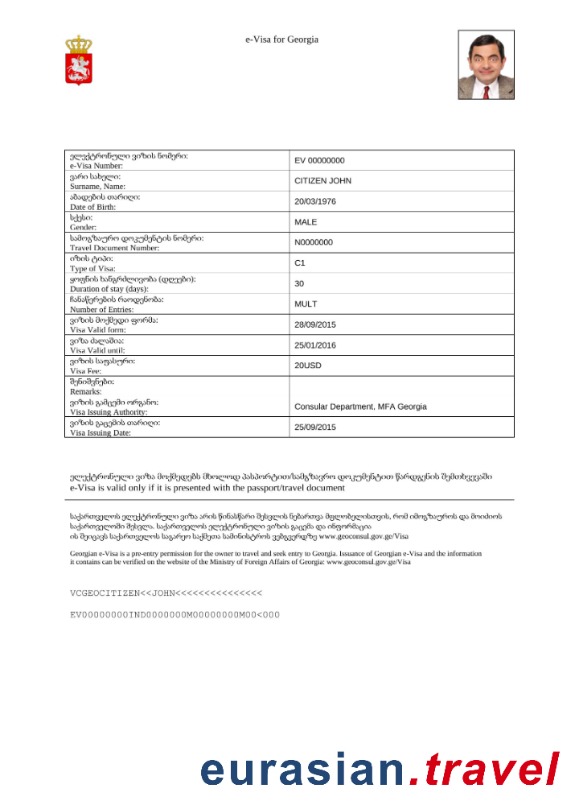 e-Visa for Georgia
ელექტრონული ვიზის ნომერი:
e-Visa Number:
EV 00000000
ვარი სახელი:
Surname, Name:
CITIZEN JOHN
აბადების თარიღი:
Date of Birth:
20/03/1976
სქესი:
Gender:
MALE
სამოგზაურო დოკუმენტის ნომერი:
Travel Document Number:
N0000000
იზის ტიპი:
Type of Visa:
C1
ყოფნის ხანგრძლივობა (დღეები):
Duration of stay (days):
30
ჩანაწერების რაოდენობა:
Number of Entries:
MULT
ვიზის მოქმედი ფორმა:
Visa Valid form:
28/09/2015
ვიზა ძალაშია:
Visa Valid until:
25/01/2016
ვიზის საფასური:
Visa Fee:
20USD
შენიშვნები:
Remarks:
ვიზის გამცემი ორგანო:
Visa Issuing Authority:
Consular Department, MFA Georgia
ვიზის გაცემის თარიღი:
Visa Issuing Date:
25/09/2015
ელექტრონული ვიზა მოქმედებს მხოლოდ პასპორტით/სამგზავრო დოკუმენტით წარდგენის შემთხვევაში
e-Visa is valid only if it is presented with the passport/travel document
საქართველოს ელექტრონული ვიზა არის წინასწარი შესვლის ნებართვა მფლობელისთვის, რომ იმოგზაუროს და მოიძიოს
საქართველოში შესვლა. საქართველოს ელექტრონული ვიზის გაცემა და ინფორმაცია
ის შეიცავს საქართველოს საგარეო საქმეთა სამინისტროს ვებგვერდზე www.geoconsul.gov.ge/Visa
Georgian e-Visa is a pre-entry permission for the owner to travel and seek entry to Georgia. Issuance of Georgian e-Visa and the information
it contains can be verified on the website of the Ministry of Foreign Affairs of Georgia: www.geoconsul.gov.ge/Visa
VCGEOCITIZEN<<JOHN<<<<<<<<<<<<<<<
EV00000000IND0000000M00000000M00<000
eurasian.travel